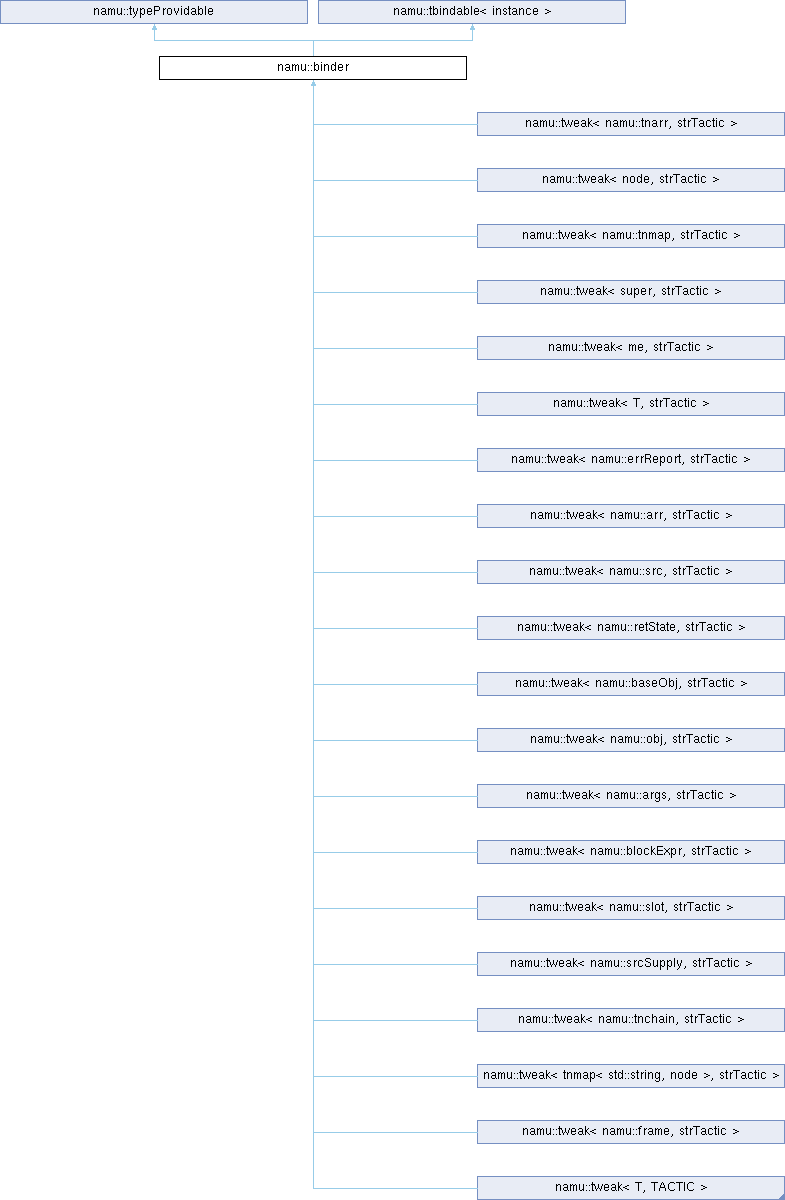 namu::typeProvidable
namu::tbindable< instance >
namu::binder
namu::tweak< namu::tnarr, strTactic >
namu::tweak< node, strTactic >
namu::tweak< namu::tnmap, strTactic >
namu::tweak< super, strTactic >
namu::tweak< me, strTactic >
namu::tweak< T, strTactic >
namu::tweak< namu::errReport, strTactic >
namu::tweak< namu::arr, strTactic >
namu::tweak< namu::src, strTactic >
namu::tweak< namu::retState, strTactic >
namu::tweak< namu::baseObj, strTactic >
namu::tweak< namu::obj, strTactic >
namu::tweak< namu::args, strTactic >
namu::tweak< namu::blockExpr, strTactic >
namu::tweak< namu::slot, strTactic >
namu::tweak< namu::srcSupply, strTactic >
namu::tweak< namu::tnchain, strTactic >
namu::tweak< tnmap< std::string, node >, strTactic >
namu::tweak< namu::frame, strTactic >
namu::tweak< T, TACTIC >